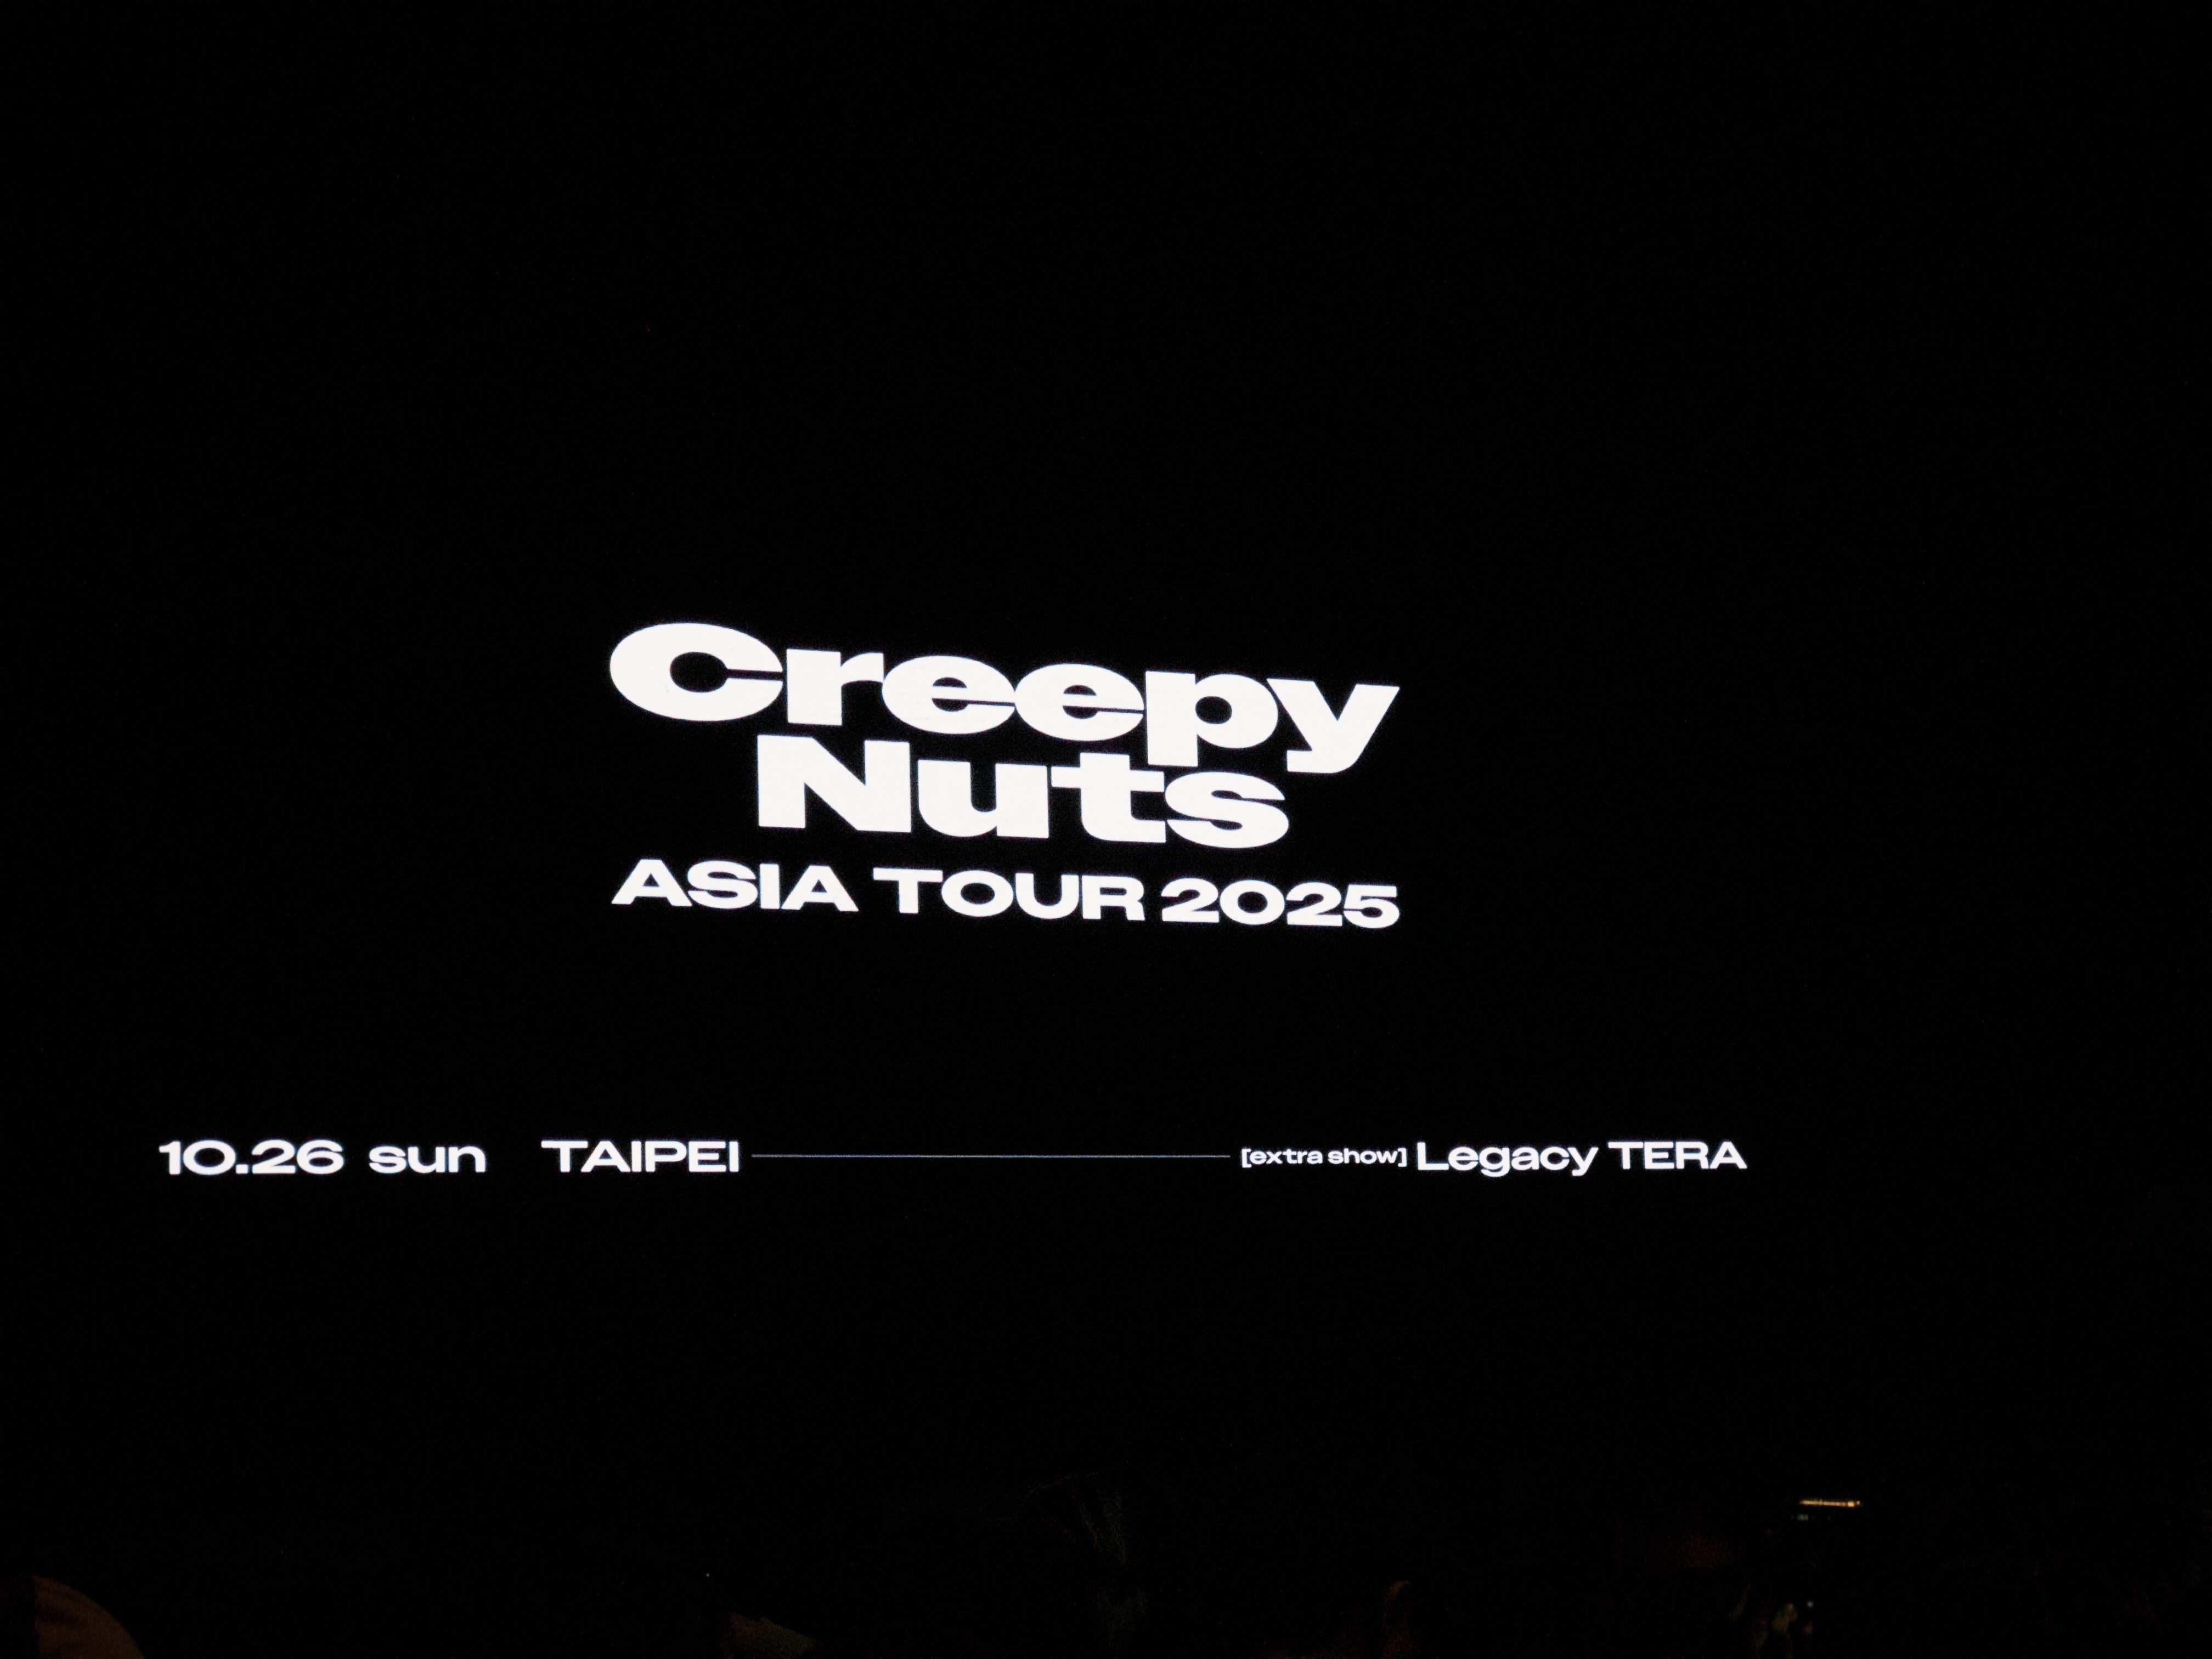 Creepy
Nuts
ASIA TOUR 2025
10.26 sun TAIPEI [extra show] Legacy TERA